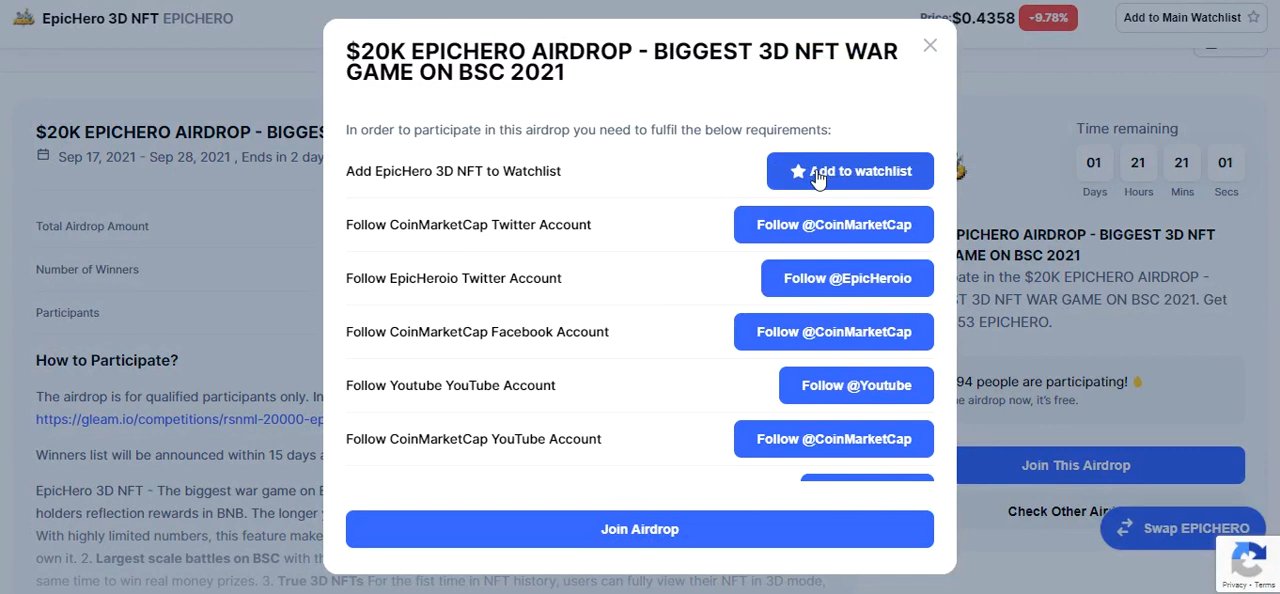 EpicHero 3D NFT EPICHERO
Price: $0.4358 -9.78%
Add to Main Watchlist
$20K EPICHERO AIRDROP - BIGGEST 3D NFT WAR
GAME ON BSC 2021
In order to participate in this airdrop you need to fulfil the below requirements:
Add EpicHero 3D NFT to Watchlist
Add to watchlist
Follow CoinMarketCap Twitter Account
Follow @CoinMarketCap
Follow EpicHeroio Twitter Account
Follow @EpicHeroio
Follow CoinMarketCap Facebook Account
Follow @CoinMarketCap
Follow Youtube YouTube Account
Follow @Youtube
Follow CoinMarketCap YouTube Account
Follow @CoinMarketCap
Join Airdrop
$20K EPICHERO AIRDROP - BIGGES
Sep 17, 2021 - Sep 28, 2021 , Ends in 2 day
Total Airdrop Amount
Number of Winners
Participants
How to Participate?
The airdrop is for qualified participants only. In
https://gleam.io/competitions/rsnml-20000-ep
Winners list will be announced within 15 days
EpicHero 3D NFT - The biggest war game on
holders reflection rewards in BNB. The longer
With highly limited numbers, this feature make
own it. 2. Largest scale battles on BSC with th
same time to win real money prizes. 3. True 3D NFTs For the fist time in NFT history, users can fully view their NFT in 3D mode,
Time remaining
01 21 21 01
Days Hours Mins Secs
PICHERO AIRDROP - BIGGEST 3D NFT
AME ON BSC 2021
ate in the $20K EPICHERO AIRDROP -
T 3D NFT WAR GAME ON BSC 2021. Get
53 EPICHERO.
94 people are participating!
e airdrop now, it's free.
Join This Airdrop
Check Other Air
Swap EPICHERO
Privacy - Terms